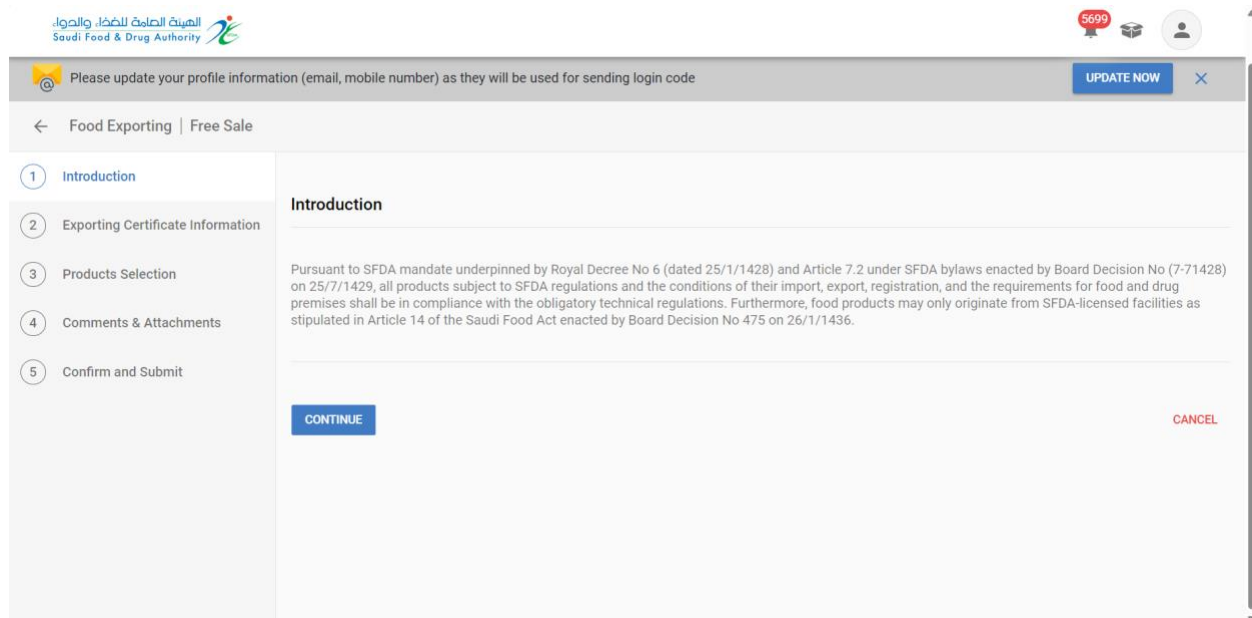 الهيئة العامة للغذاء والدواء
Saudi Food & Drug Authority
5699
Please update your profile information (email, mobile number) as they will be used for sending login code
UPDATE NOW
Food Exporting | Free Sale
1 Introduction
2 Exporting Certificate Information
3 Products Selection
4 Comments & Attachments
5 Confirm and Submit
Introduction
Pursuant to SFDA mandate underpinned by Royal Decree No 6 (dated 25/1/1428) and Article 7.2 under SFDA bylaws enacted by Board Decision No (7-71428)
on 25/7/1429, all products subject to SFDA regulations and the conditions of their import, export, registration, and the requirements for food and drug
premises shall be in compliance with the obligatory technical regulations. Furthermore, food products may only originate from SFDA-licensed facilities as
stipulated in Article 14 of the Saudi Food Act enacted by Board Decision No 475 on 26/1/1436.
CONTINUE
CANCEL